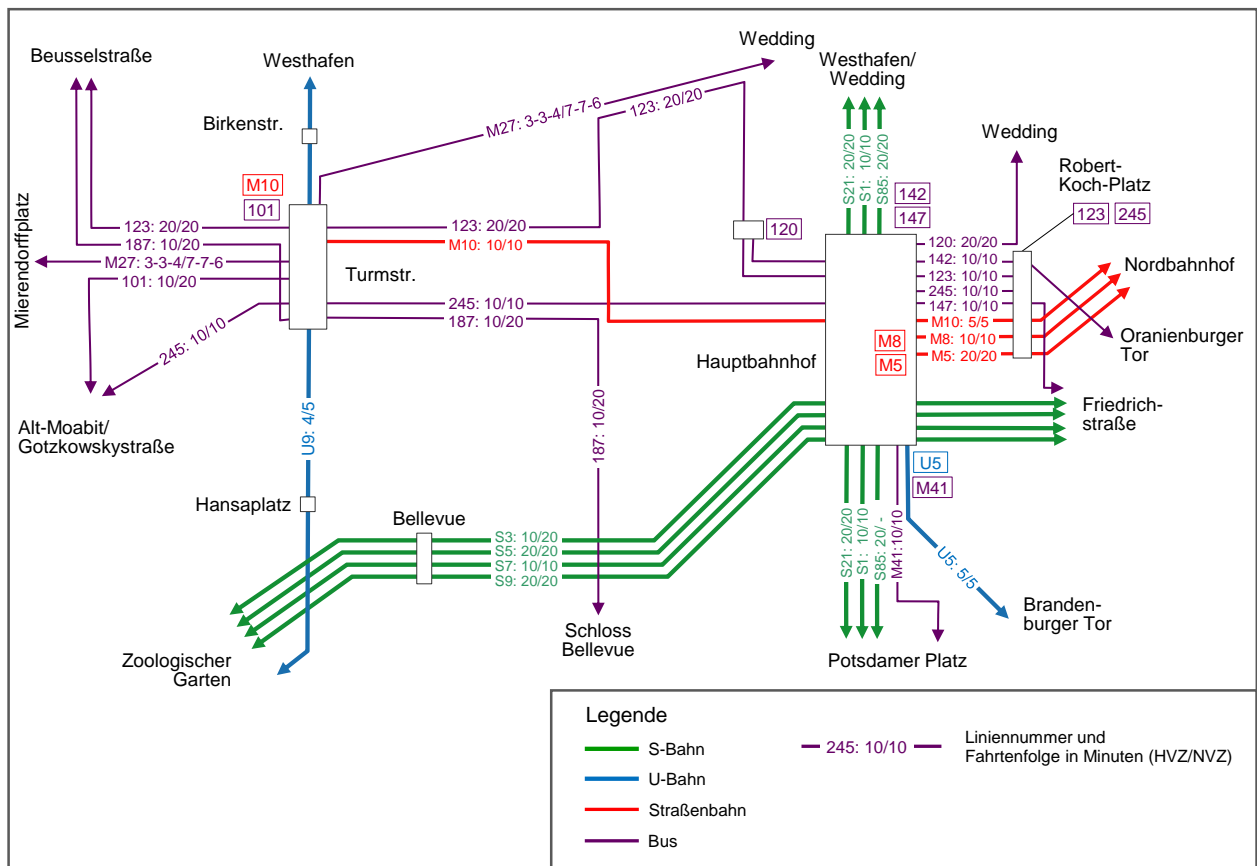 Beusselstraße
Westhafen
Wedding
Westhafen/
Wedding
Birkenstr.
M27: 3-3-4/7-7-6
123: 20/20
S21: 20/20
S1: 10/10
S85: 20/20
Wedding
Robert-
Koch-Platz
M10
101
142
147
123
245
123: 20/20
187: 10/20
M27: 3-3-4/7-7-6
101: 10/20
Mierendorffplatz
123: 20/20
M10: 10/10
120
120: 20/20
142: 10/10
123: 10/10
245: 10/10
147: 10/10
M10: 5/5
M8: 10/10
M5: 20/20
Nordbahnhof
Turmstr.
245: 10/10
187: 10/20
245: 10/10
Hauptbahnhof
M8
M5
Oranienburger
Tor
Alt-Moabit/
Gotzkowskystraße
U9: 4/5
187: 10/20
Friedrich-
straße
U5
M41
Hansaplatz
Bellevue
S3: 10/20
S5: 20/20
S7: 10/10
S9: 20/20
S21: 20/20
S1: 10/10
S85: 20/ -
M41:10/10
U5: 5/5
Zoologischer
Garten
Schloss
Bellevue
Potsdamer Platz
Branden-
burger Tor
Legende
S-Bahn
U-Bahn
Straßenbahn
Bus
245: 10/10
Liniennummer und
Fahrtenfolge in Minuten (HVZ/NVZ)